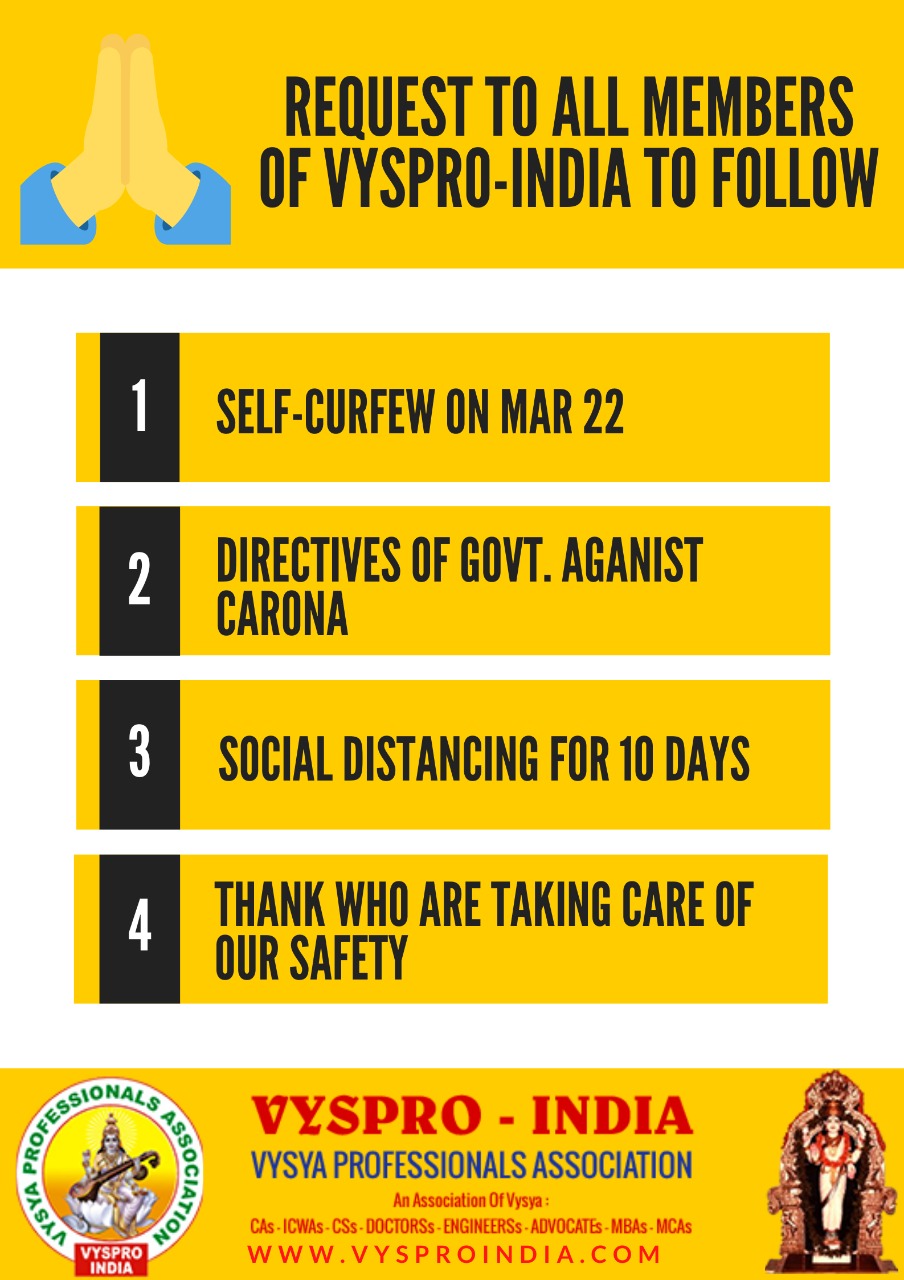 REQUEST TO ALL MEMBERS
OF VYSPRO-INDIA TO FOLLOW
1
SELF-CURFEW ON MAR 22
2
DIRECTIVES OF GOVT. AGANIST
CARONA
3
SOCIAL DISTANCING FOR 10 DAYS
4
THANK WHO ARE TAKING CARE OF
OUR SAFETY
VYSYA PROFESSIONALS ASSOCIATION
VYSPRO
INDIA
VYSPRO - INDIA
VYSYA PROFESSIONALS ASSOCIATION
An Association Of Vysya :
CAs - ICWAs - CSs - DOCTORSs - ENGINEERSs - ADVOCATEs - MBAs - MCAs
WWW.VYSPROINDIA.COM